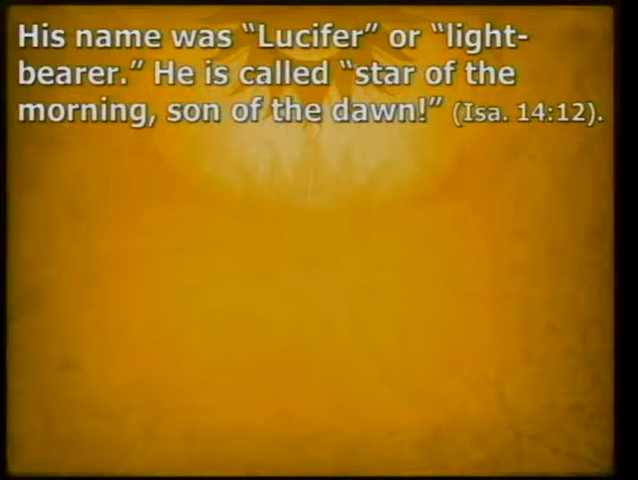 His name was “Lucifer” or “light-
bearer.” He is called “star of the
morning, son of the dawn!” (Isa. 14:12).